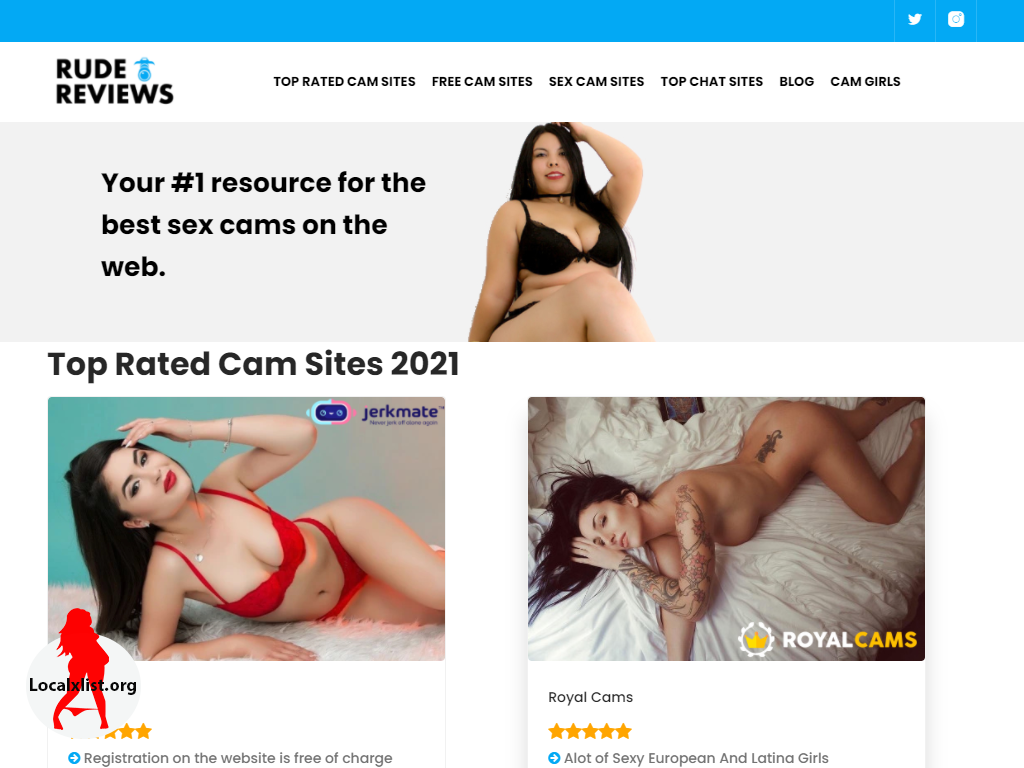 RUDE
REVIEWS
TOP RATED CAM SITES FREE CAM SITES SEX CAM SITES TOP CHAT SITES BLOG CAM GIRLS
Your #1 resource for the
best sex cams on the
web.
Top Rated Cam Sites 2021
jerkmate
Never jerk off alone again
ROYALCAMS
Localxlist.org
Royal Cams
Registration on the website is free of charge
Alot of Sexy European And Latina Girls